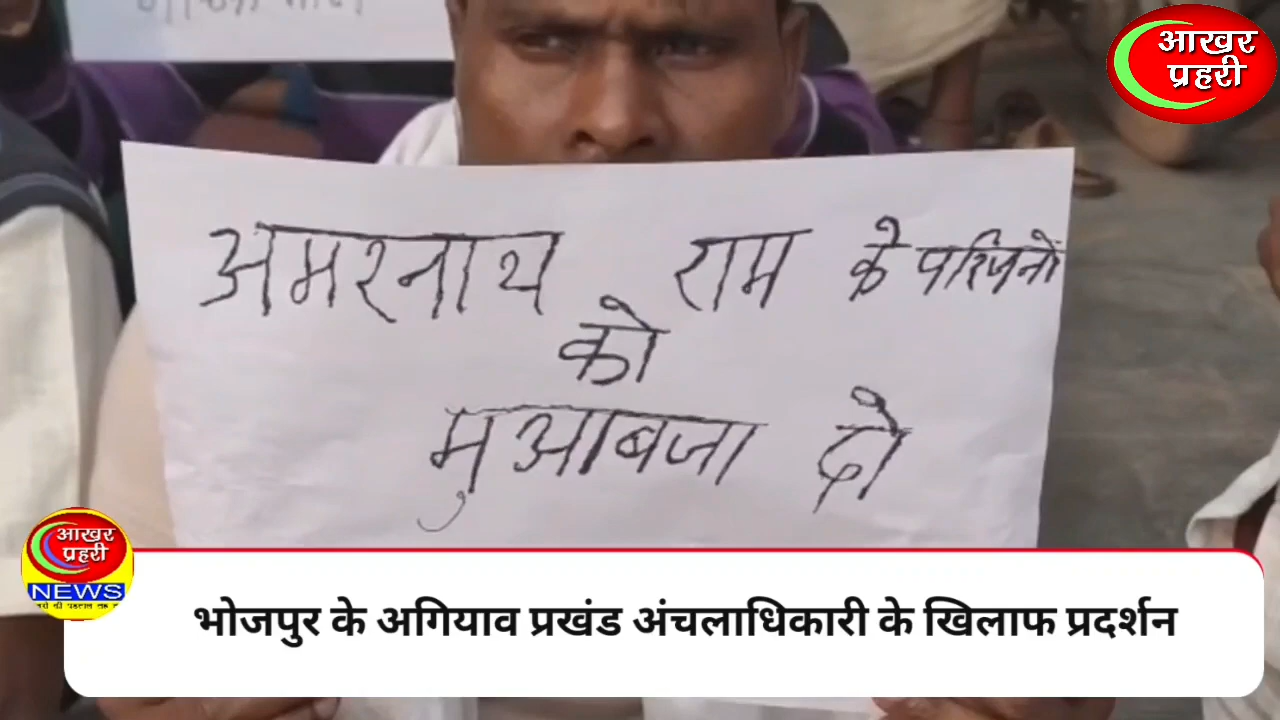 आखर
प्रहरी
अमरनाथ राम के परिजनों
को
मुआबजा दो
आखर
प्रहरी
NEWS
भोजपुर के अगियाव प्रखंड अंचलाधिकारी के खिलाफ प्रदर्शन